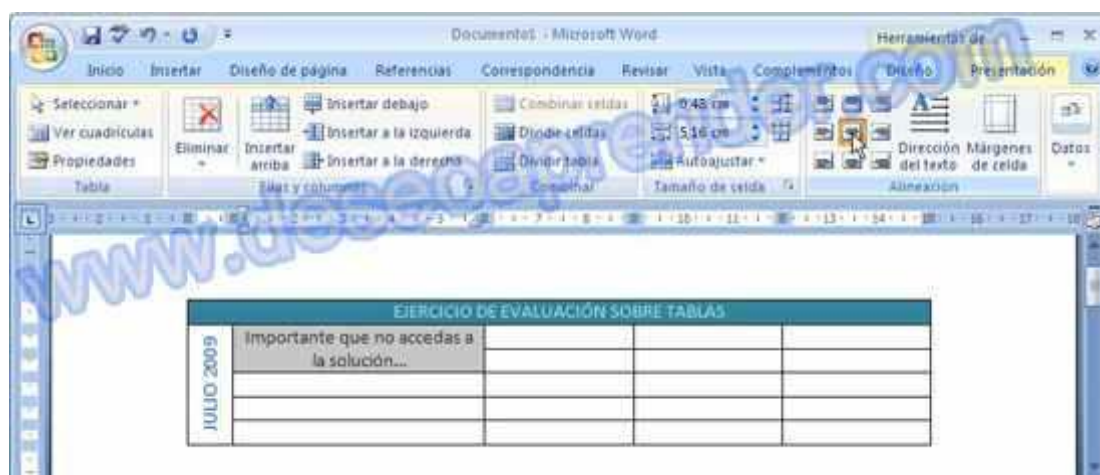 Documento1 - Microsoft Word
Herramientas de
Inicio Insertar Diseño de página Referencias Correspondencia Revisar Vista Complementos Diseño Presentación
Seleccionar
Ver cuadrículas
Propiedades
Tabla
Eliminar
Insertar arriba
Insertar debajo
Insertar a la izquierda
Insertar a la derecha
Filas y columnas
Combinar celdas
Dividir celdas
Dividir tabla
Combinar
0,48 cm
5,16 cm
Autoajustar
Tamaño de celda
Dirección del texto
Márgenes de celda
Alineación
Datos
www.deseoaprender.com
EJERCICIO DE EVALUACIÓN SOBRE TABLAS
JULIO 2009
Importante que no accedas a
la solución...